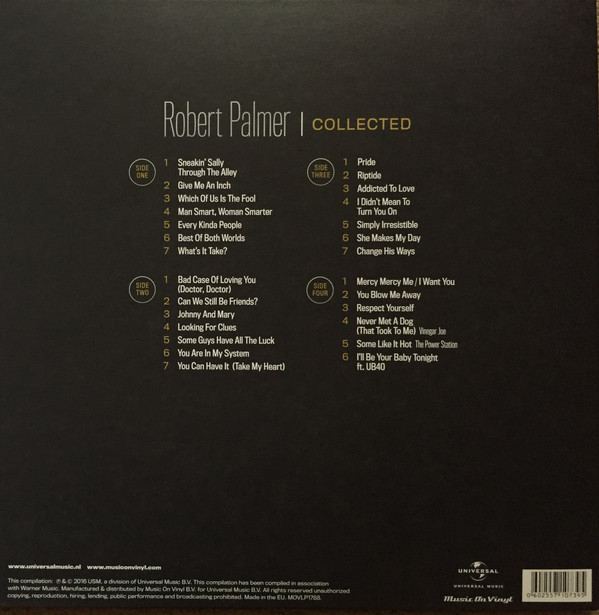 Robert Palmer | COLLECTED
SIDE
ONE
1 Sneakin' Sally
Through The Alley
2 Give Me An Inch
3 Which Of Us Is The Fool
4 Man Smart, Woman Smarter
5 Every Kinda People
6 Best Of Both Worlds
7 What's It Take?
SIDE
TWO
1 Bad Case Of Loving You
(Doctor, Doctor)
2 Can We Still Be Friends?
3 Johnny And Mary
4 Looking For Clues
5 Some Guys Have All The Luck
6 You Are In My System
7 You Can Have It (Take My Heart)
SIDE
THREE
1 Pride
2 Riptide
3 Addicted To Love
4 I Didn't Mean To
Turn You On
5 Simply Irresistible
6 She Makes My Day
7 Change His Ways
SIDE
FOUR
1 Mercy Mercy Me / I Want You
2 You Blow Me Away
3 Respect Yourself
4 Never Met A Dog
(That Took To Me) Vinegar Joe
5 Some Like It Hot The Power Station
6 I'll Be Your Baby Tonight
ft. UB40
www.universalmusic.nl www.musiconvinyl.com
This compilation: ℗ & © 2016 USM, a division of Universal Music B.V. This compilation has been compiled in association
with Warner Music. Manufactured & distributed by Music On Vinyl B.V. for Universal Music B.V. All rights reserved unauthorized
copying, reproduction, hiring, lending, public performance and broadcasting prohibited. Made in the EU. MOVLP1768.
UNIVERSAL
UNIVERSAL MUSIC
Music On Vinyl